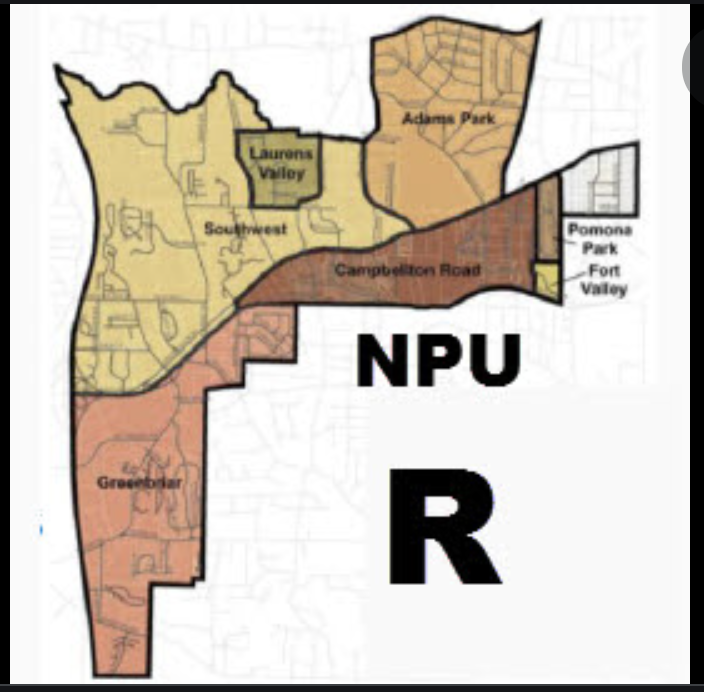 Adams Park
Laurens
Valley
Southwest
Pomona
Park
Campbellton Road
Fort
Valley
NPU
Greenbriar
R